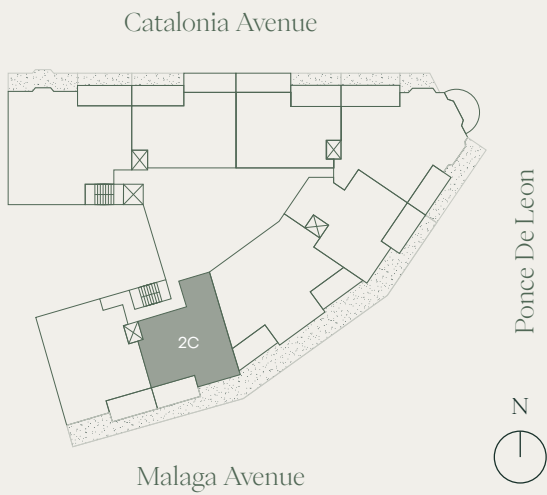 Catalonia Avenue
Ponce De Leon
2C
N
Malaga Avenue